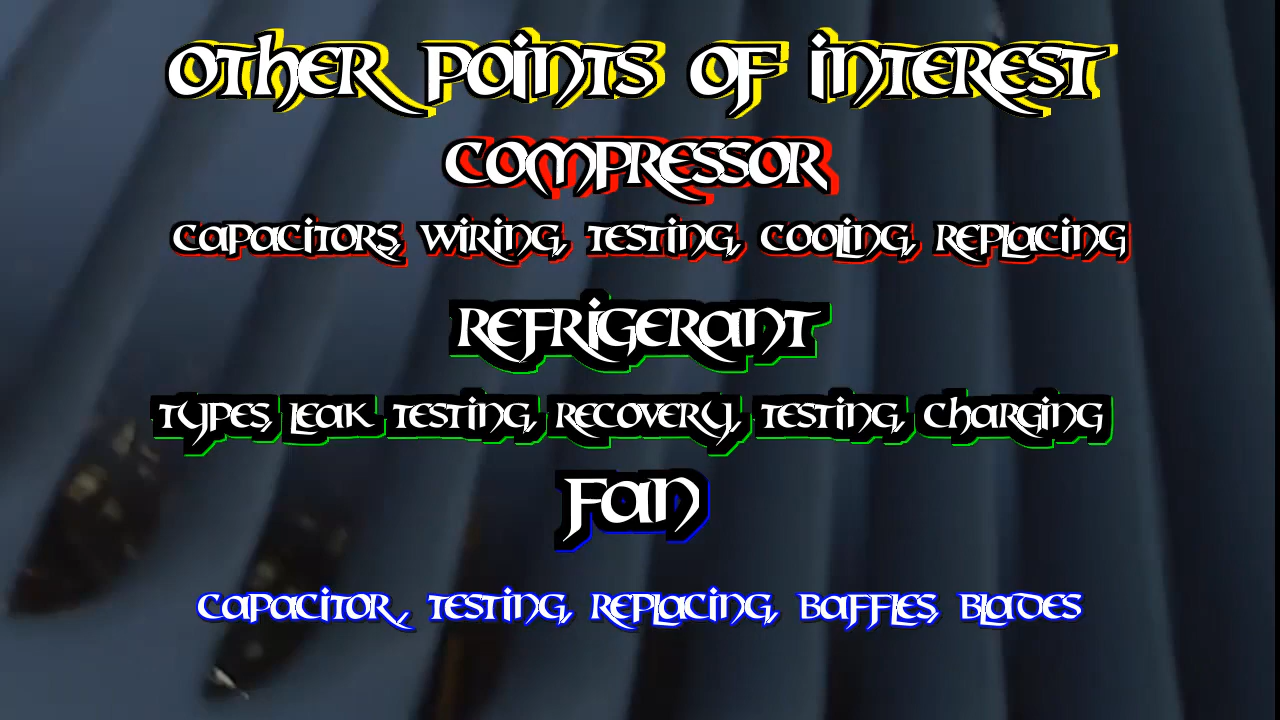 OTHER POINTS OF INTEREST
COMPRESSOR
CAPACITORS, WIRING, TESTING, COOLING, REPLACING
REFRIGERANT
TYPES, LEAK TESTING, RECOVERY, TESTING, CHARGING
FAN
CAPACITOR, TESTING, REPLACING, BAFFLES, BLADES